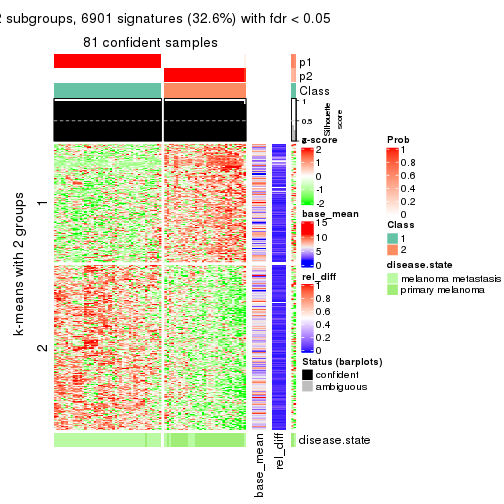 2 subgroups, 6901 signatures (32.6%) with fdr < 0.05
81 confident samples
p1
p2
Class
1
0.5
0
Silhouette
score
k-means with 2 groups
1
2
z-score
2
1
0
-1
-2
base_mean
15
10
5
0
rel_diff
1
0.8
0.6
0.4
0.2
0
Status (barplots)
confident
ambiguous
Prob
1
0.8
0.6
0.4
0.2
0
Class
1
2
disease.state
melanoma metastasis
primary melanoma
disease.state
base_mean
rel_diff